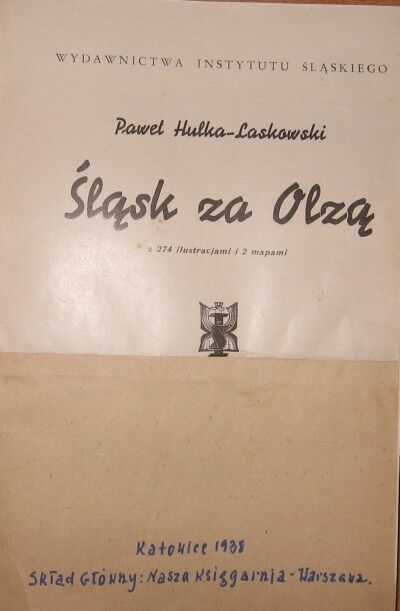 WYDAWNICTWA INSTYTUTU ŚLĄSKIEGO
Paweł Hulka-Laskowski
Śląsk za Olzą
z 274 ilustracjami i 2 mapami
Katowice 1938
Skład Główny: Nasza Księgarnia - Warszawa.